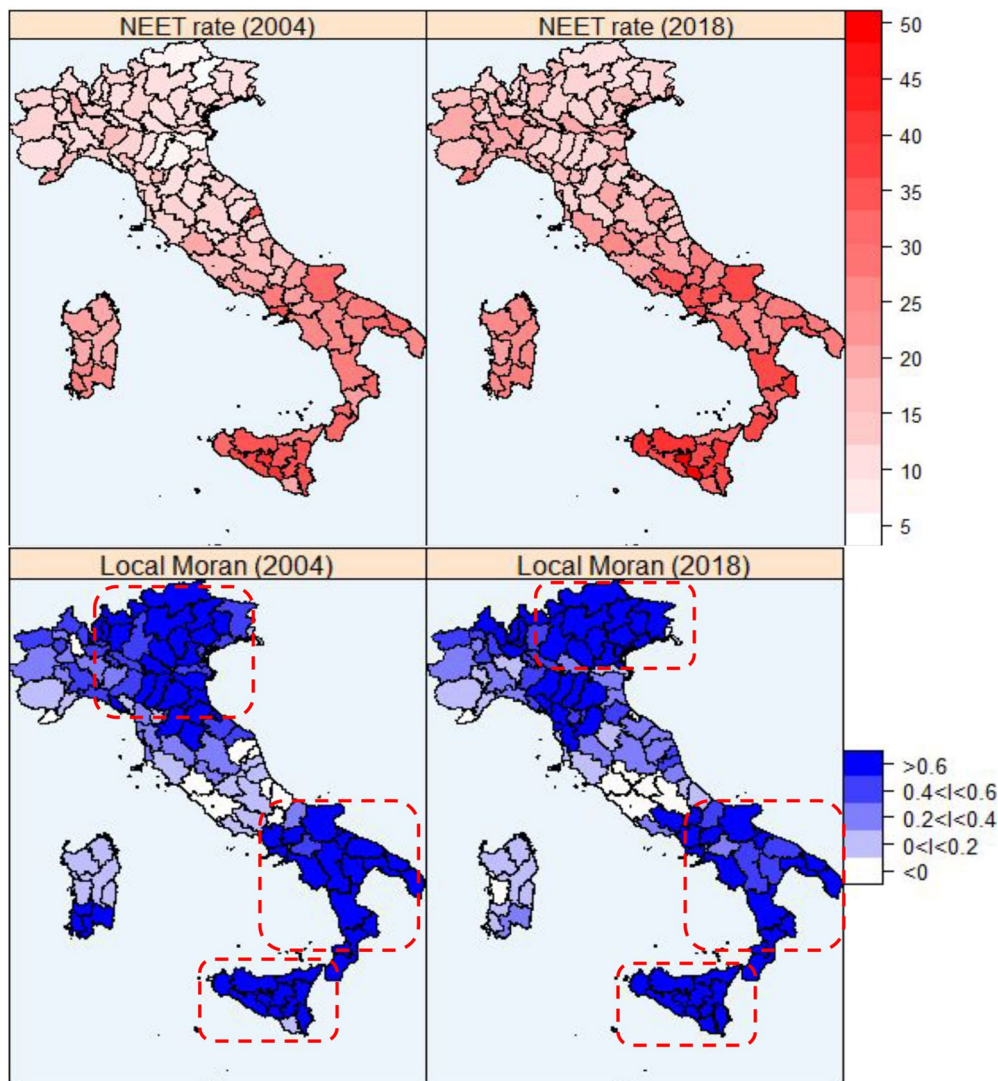 NEET rate (2004)
NEET rate (2018)
50
45
40
35
30
25
20
15
10
5
Local Moran (2004)
Local Moran (2018)
>0.6
0.4<I<0.6
0.2<I<0.4
0<I<0.2
<0